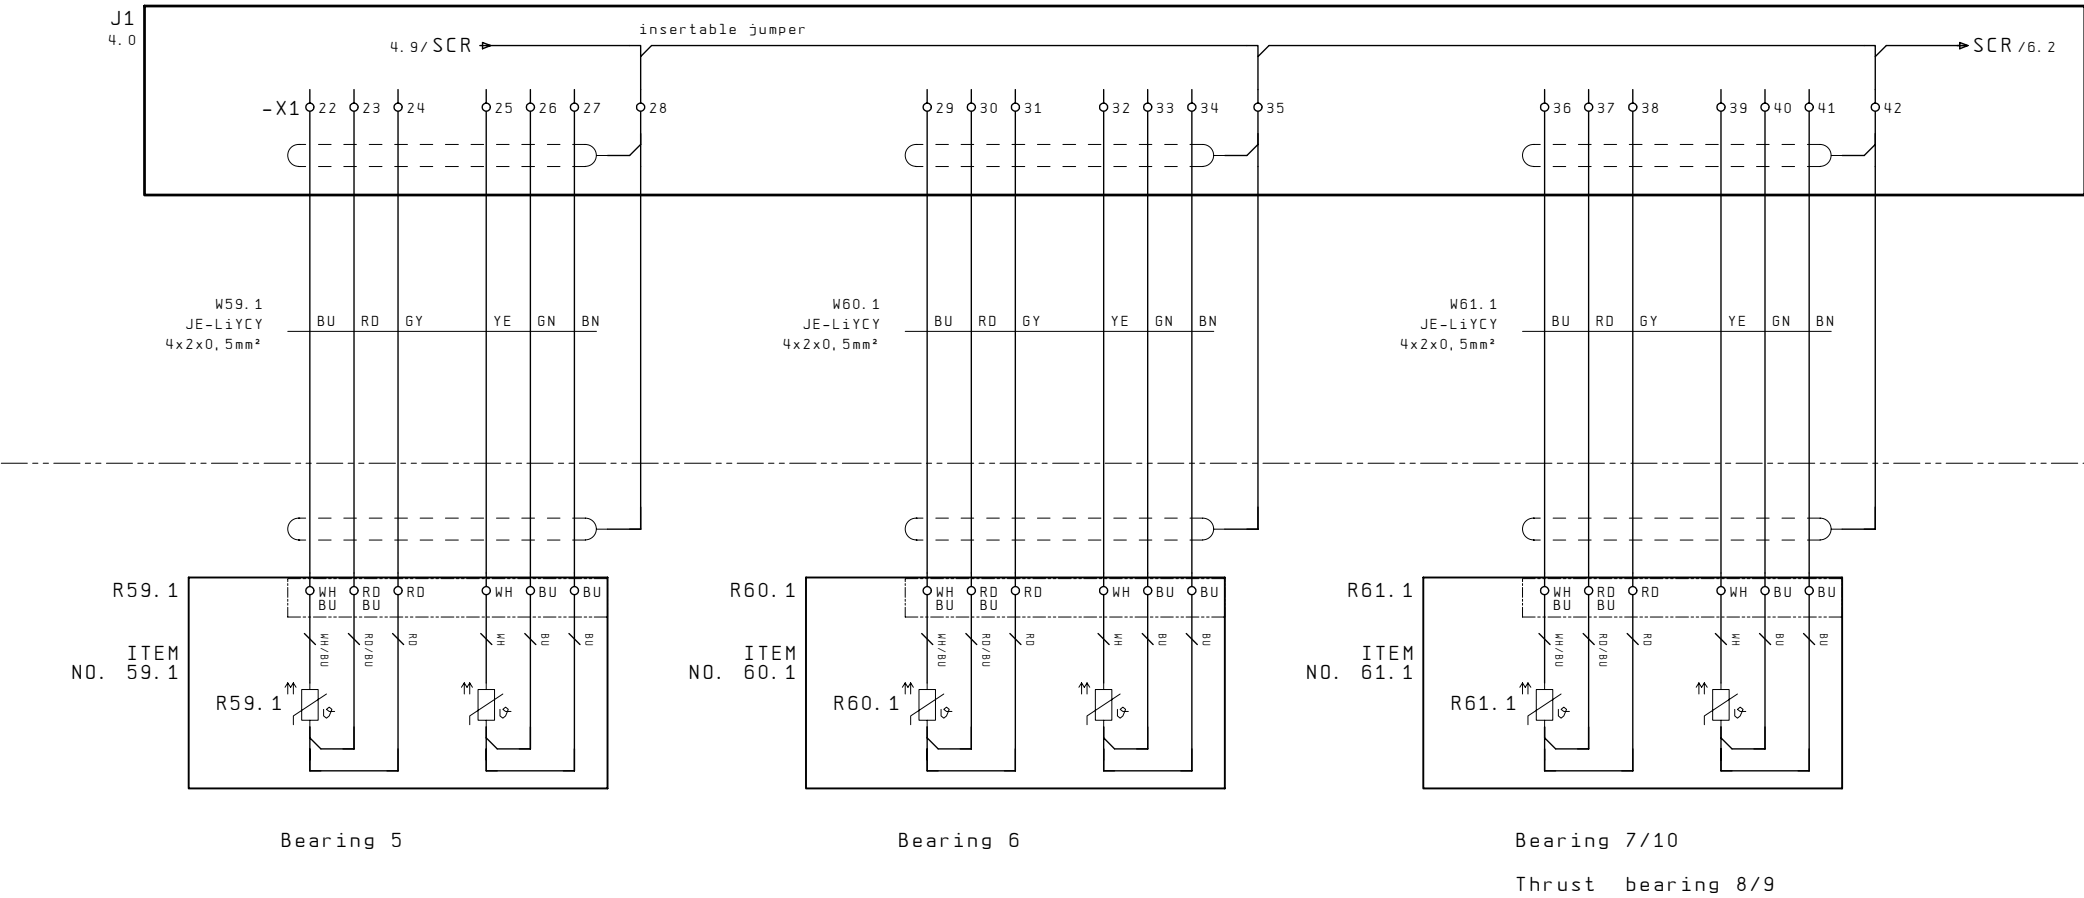 J1
4.0
4.9/SCR
insertable jumper
SCR/6.2
-X1 22 23 24 25 26 27 28
29 30 31 32 33 34 35
36 37 38 39 40 41 42
W59.1
JE-LiYCY
4x2x0,5mm²
BU RD GY YE GN BN
W60.1
JE-LiYCY
4x2x0,5mm²
BU RD GY YE GN BN
W61.1
JE-LiYCY
4x2x0,5mm²
BU RD GY YE GN BN
R59.1
WH RD RD WH BU BU
BU BU
WH/BU RD/BU RD WH BU BU
ITEM
NO. 59.1
R59.1
ϑ ϑ
Bearing 5
R60.1
WH RD RD WH BU BU
BU BU
WH/BU RD/BU RD WH BU BU
ITEM
NO. 60.1
R60.1
ϑ ϑ
Bearing 6
R61.1
WH RD RD WH BU BU
BU BU
WH/BU RD/BU RD WH BU BU
ITEM
NO. 61.1
R61.1
ϑ ϑ
Bearing 7/10
Thrust bearing 8/9